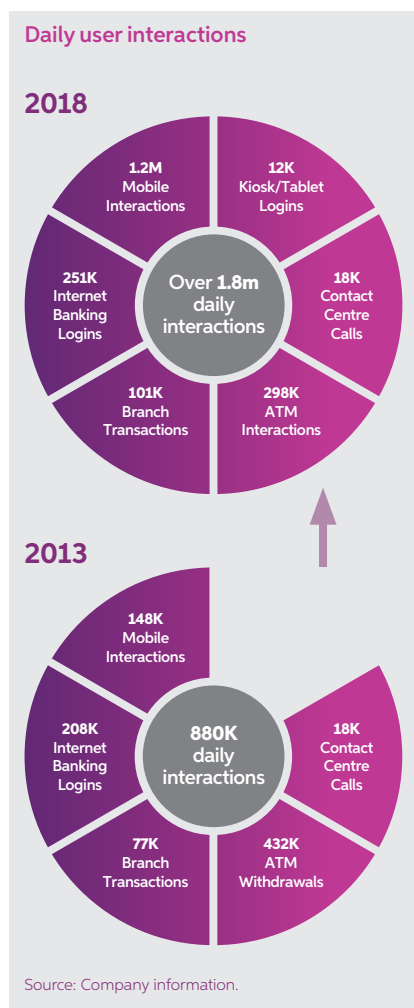 Daily user interactions
2018
1.2M
Mobile
Interactions
12K
Kiosk/Tablet
Logins
251K
Internet
Banking
Logins
Over 1.8m
daily
interactions
18K
Contact
Centre
Calls
101K
Branch
Transactions
298K
ATM
Interactions
2013
148K
Mobile
Interactions
208K
Internet
Banking
Logins
880K
daily
interactions
18K
Contact
Centre
Calls
77K
Branch
Transactions
432K
ATM
Withdrawals
Source: Company information.